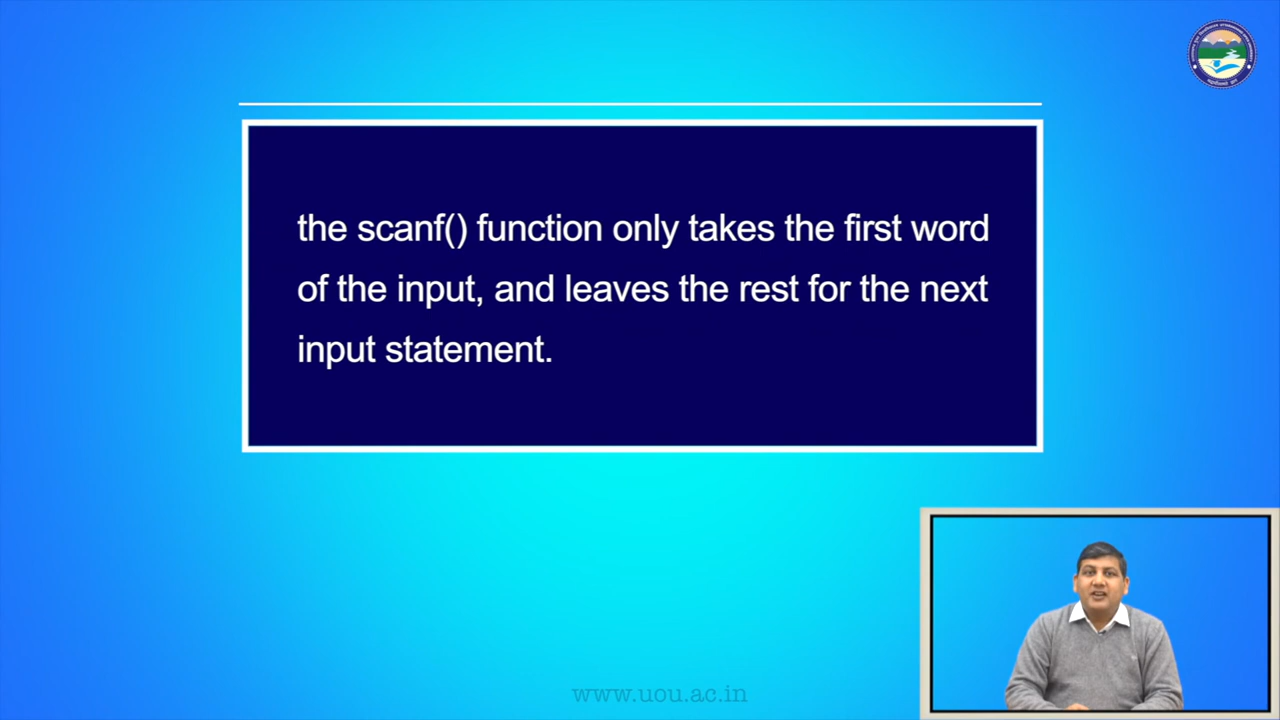 the scanf() function only takes the first word
of the input, and leaves the rest for the next
input statement.
www.uou.ac.in